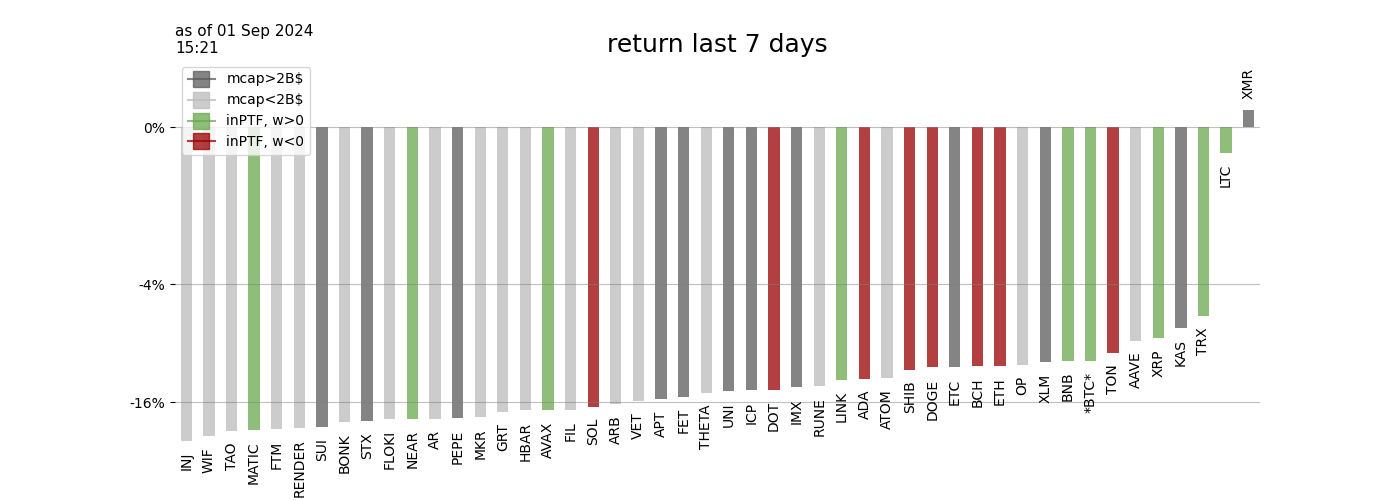 as of 01 Sep 2024
15:21
return last 7 days
mcap>2B$
mcap<2B$
inPTF, w>0
inPTF, w<0
0%
-4%
-16%
INJ
WIF
TAO
MATIC
FTM
RENDER
SUI
BONK
STX
FLOKI
NEAR
AR
PEPE
MKR
GRT
HBAR
AVAX
FIL
SOL
ARB
VET
APT
FET
THETA
UNI
ICP
DOT
IMX
RUNE
LINK
ADA
ATOM
SHIB
DOGE
ETC
BCH
ETH
OP
XLM
BNB
*BTC*
TON
AAVE
XRP
KAS
TRX
LTC
XMR